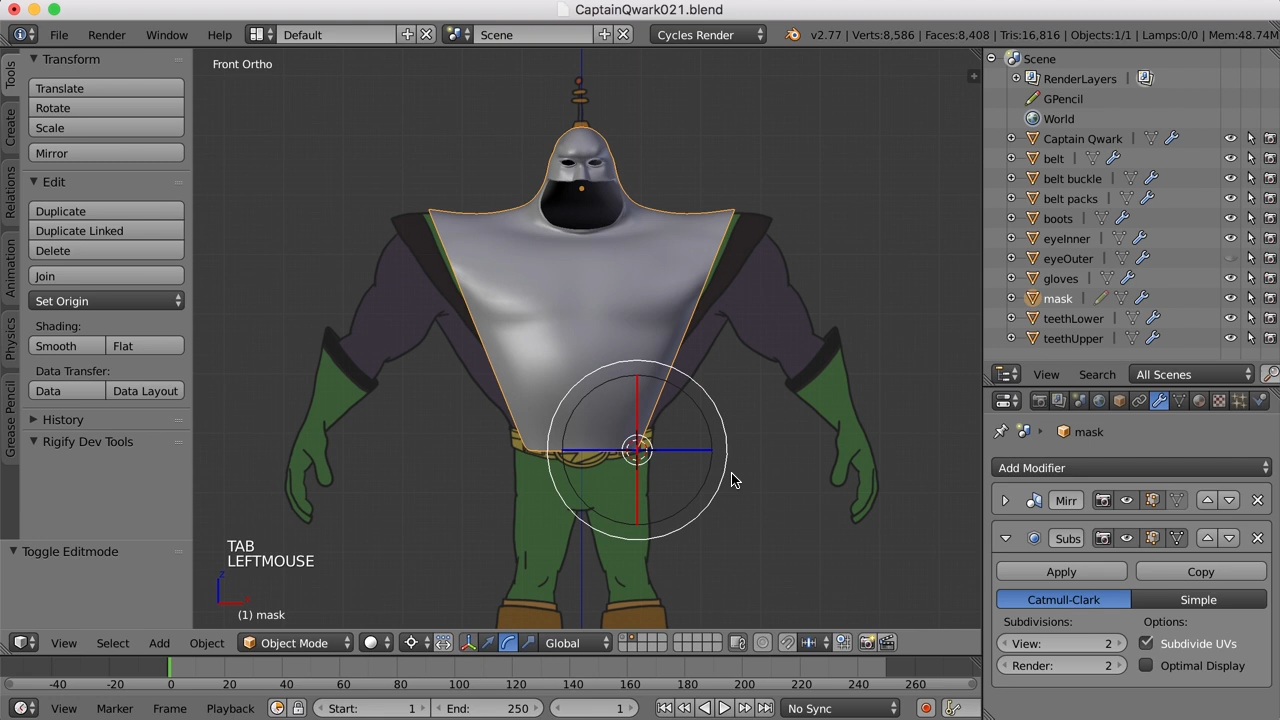 CaptainQwark021.blend
File Render Window Help Default Scene Cycles Render v2.77 | Verts:8,586 | Faces:8,408 | Tris:16,816 | Objects:1/1 | Lamps:0/0 | Mem:48.74M
Tools
Create
Relations
Animation
Physics
Grease Pencil
Transform
Translate
Rotate
Scale
Mirror
Edit
Duplicate
Duplicate Linked
Delete
Join
Set Origin
Shading:
Smooth Flat
Data Transfer:
Data Data Layout
History
Rigify Dev Tools
Toggle Editmode
Front Ortho
TAB
LEFTMOUSE
z
(1) mask
View Select Add Object Object Mode Global
-40 -20 0 20 40 60 80 100 120 140 160 180 200 220 240 260
View Marker Frame Playback Start: 1 End: 250 1 No Sync
Scene
RenderLayers |
GPencil
World
Captain Qwark |
belt |
belt buckle |
belt packs |
boots |
eyeInner |
eyeOuter |
gloves |
mask |
teethLower |
teethUpper |
View Search All Scenes
mask
Add Modifier
Mirr
Subs
Apply Copy
Catmull-Clark Simple
Subdivisions: Options:
View: 2 Subdivide UVs
Render: 2 Optimal Display